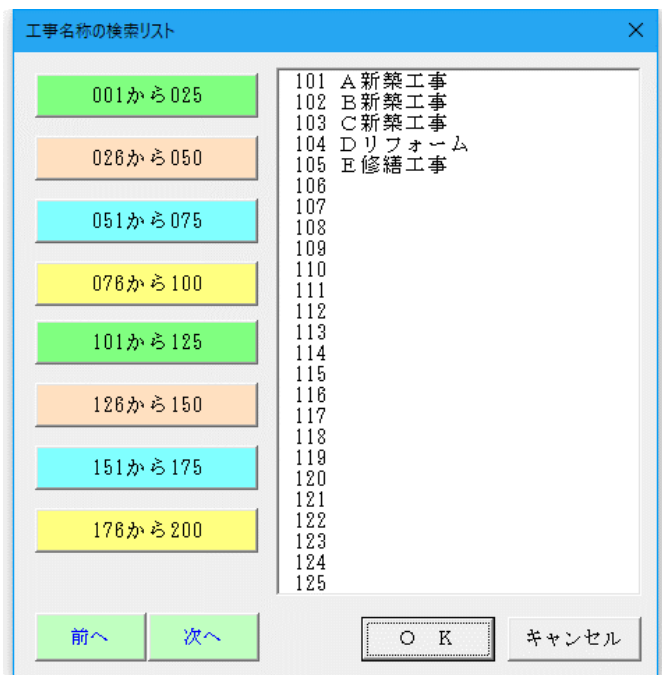 工事名称の検索リスト
001から025
026から050
051から075
076から100
101から125
126から150
151から175
176から200
前へ
次へ
101 Ａ新築工事
102 Ｂ新築工事
103 Ｃ新築工事
104 Ｄリフォーム
105 Ｅ修繕工事
106
107
108
109
110
111
112
113
114
115
116
117
118
119
120
121
122
123
124
125
Ｏ Ｋ
キャンセル